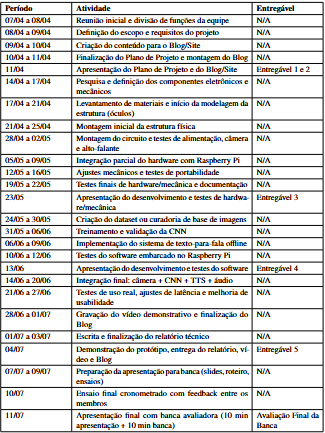 Período Atividade Entregável
07/04 a 08/04 Reunião inicial e divisão de funções da equipe N/A
08/04 a 09/04 Definição do escopo e requisitos do projeto N/A
09/04 a 10/04 Criação do conteúdo para o Blog/Site N/A
10/04 a 11/04 Finalização do Plano de Projeto e montagem do Blog N/A
11/04 Apresentação do Plano de Projeto e do Blog/Site Entregável 1 e 2
14/04 a 17/04 Pesquisa e definição dos componentes eletrônicos e N/A
mecânicos
17/04 a 21/04 Levantamento de materiais e início da modelagem da N/A
estrutura (óculos)
21/04 a 25/04 Montagem inicial da estrutura física N/A
28/04 a 02/05 Montagem do circuito e testes de alimentação, câmera N/A
e alto-falante
05/05 a 09/05 Integração parcial do hardware com Raspberry Pi N/A
12/05 a 16/05 Ajustes mecânicos e testes de portabilidade N/A
19/05 a 22/05 Testes finais de hardware/mecânica e documentação N/A
23/05 Apresentação do desenvolvimento e testes de hardwa- Entregável 3
re/mecânica
24/05 a 30/05 Criação do dataset ou curadoria de base de imagens N/A
31/05 a 06/06 Treinamento e validação da CNN N/A
06/06 a 09/06 Implementação do sistema de texto-para-fala offline N/A
10/06 a 12/06 Testes do software embarcado no Raspberry Pi N/A
13/06 Apresentação do desenvolvimento e testes do software Entregável 4
14/06 a 20/06 Integração final: câmera + CNN + TTS + áudio N/A
21/06 a 27/06 Testes de uso real, ajustes de latência e melhoria de N/A
usabilidade
28/06 a 01/07 Gravação do vídeo demonstrativo e finalização do N/A
Blog
01/07 a 03/07 Escrita e finalização do relatório técnico N/A
04/07 Demonstração do protótipo, entrega do relatório, ví- Entregável 5
deo e Blog
07/07 a 09/07 Preparação da apresentação para banca (slides, roteiro, N/A
ensaios)
10/07 Ensaio final cronometrado com feedback entre os N/A
membros
11/07 Apresentação final com banca avaliadora (10 min Avaliação Final da
apresentação + 10 min banca) Banca